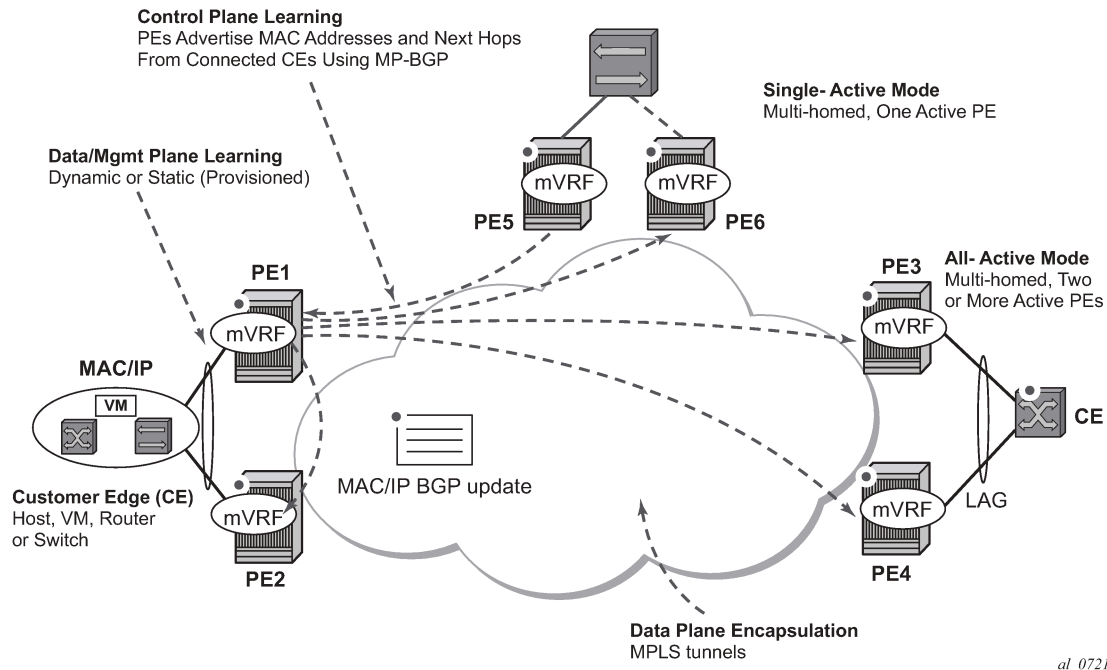 Control Plane Learning
PEs Advertise MAC Addresses and Next Hops
From Connected CEs Using MP-BGP
Single- Active Mode
Multi-homed, One Active PE
Data/Mgmt Plane Learning
Dynamic or Static (Provisioned)
mVRF
mVRF
PE5
PE6
PE1
PE3
All- Active Mode
Multi-homed, Two
or More Active PEs
mVRF
mVRF
MAC/IP
VM
CE
MAC/IP BGP update
Customer Edge (CE)
Host, VM, Router
or Switch
mVRF
mVRF
LAG
PE2
PE4
Data Plane Encapsulation
MPLS tunnels
al_0721